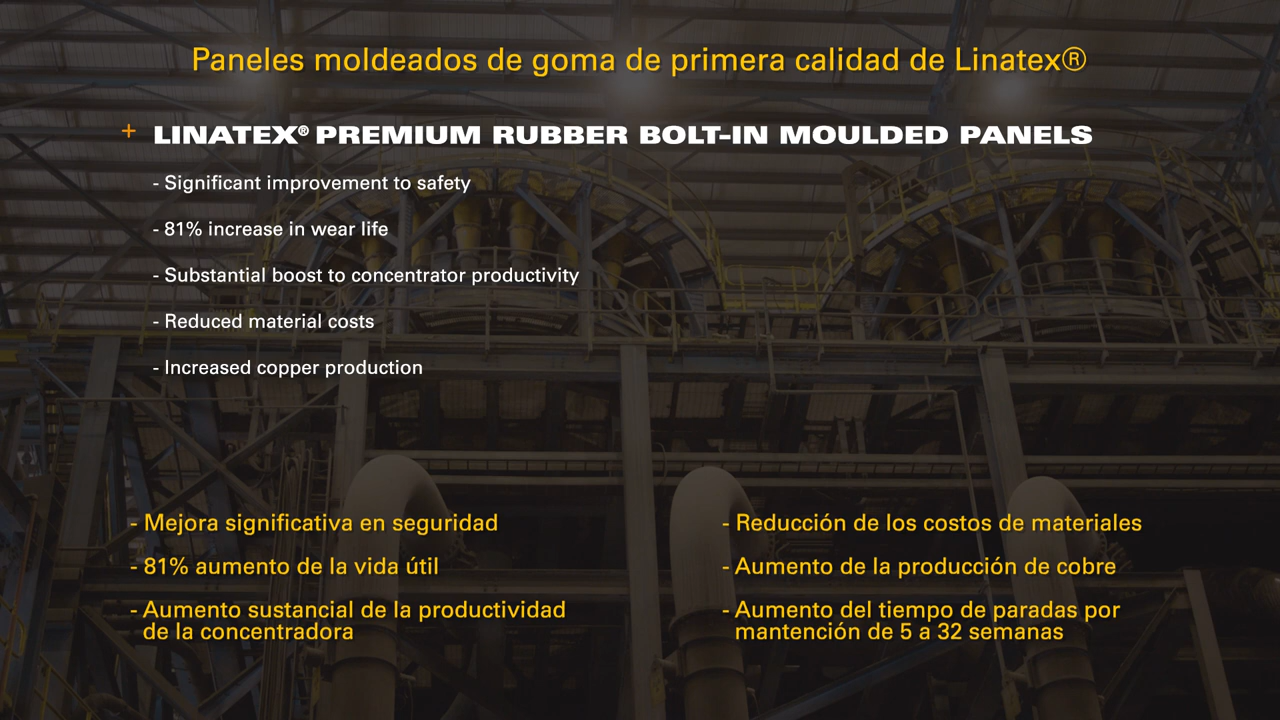 Paneles moldeados de goma de primera calidad de Linatex®
+ LINATEX® PREMIUM RUBBER BOLT-IN MOULDED PANELS
- Significant improvement to safety
- 81% increase in wear life
- Substantial boost to concentrator productivity
- Reduced material costs
- Increased copper production
- Mejora significativa en seguridad
- 81% aumento de la vida útil
- Aumento sustancial de la productividad
de la concentradora
- Reducción de los costos de materiales
- Aumento de la producción de cobre
- Aumento del tiempo de paradas por
mantención de 5 a 32 semanas